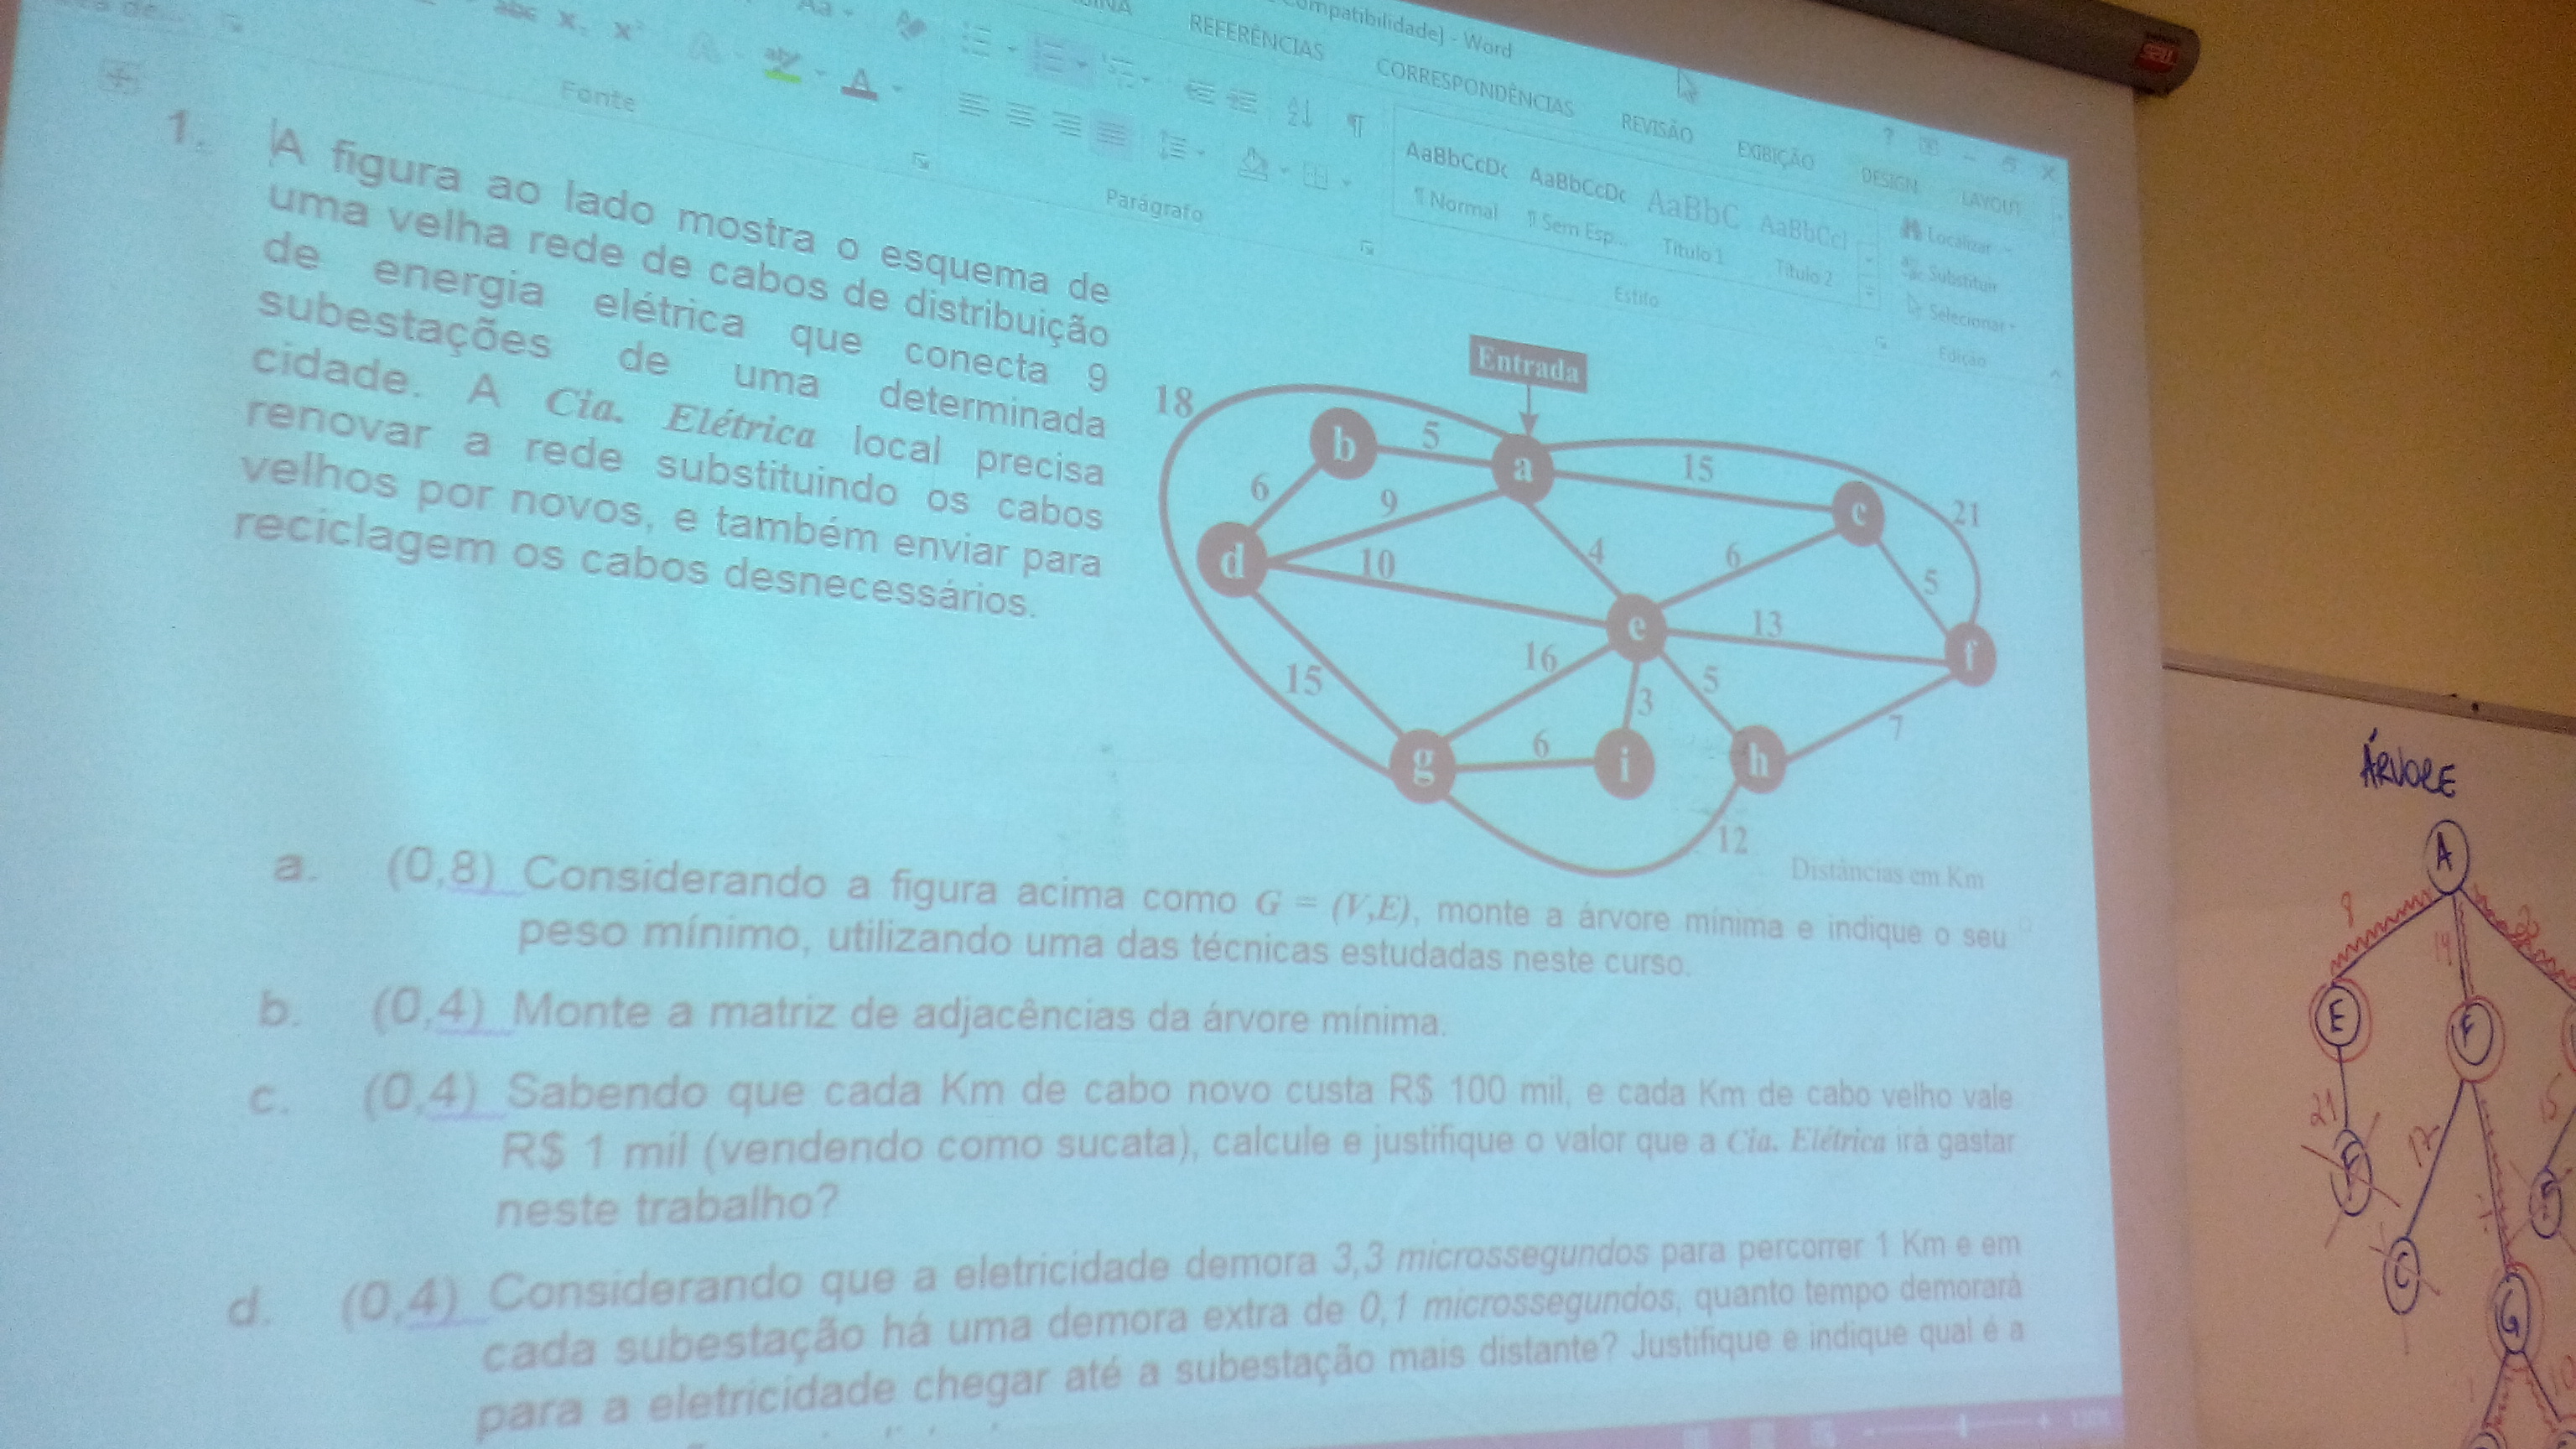 ompatibilidade] - Word
REFERÊNCIAS
CORRESPONDÊNCIAS
REVISÃO
EXIBIÇÃO
DESIGN
LAYOUT
abc x₂ x²
Aa
A
Fonte
Parágrafo
AaBbCcDc AaBbCcDc AaBbC AaBbCcI
¶ Normal ¶ Sem Esp... Título 1 Título 2
Estilo
Localizar
Substituir
Selecionar
Edição
1. A figura ao lado mostra o esquema de
uma velha rede de cabos de distribuição
de energia elétrica que conecta 9
subestações de uma determinada
cidade. A Cia. Elétrica local precisa
renovar a rede substituindo os cabos
velhos por novos, e também enviar para
reciclagem os cabos desnecessários.
Entrada
18
b 5 a 15 c 21
6 9
d 10 4 6 5
e 13 f
15 16 3 5 7
g 6 i h
12
Distâncias em Km
a. (0,8) Considerando a figura acima como G = (V,E), monte a árvore mínima e indique o seu
peso mínimo, utilizando uma das técnicas estudadas neste curso.
b. (0,4) Monte a matriz de adjacências da árvore mínima.
c. (0,4) Sabendo que cada Km de cabo novo custa R$ 100 mil, e cada Km de cabo velho vale
R$ 1 mil (vendendo como sucata), calcule e justifique o valor que a Cia. Elétrica irá gastar
neste trabalho?
d. (0,4) Considerando que a eletricidade demora 3,3 microssegundos para percorrer 1 Km e em
cada subestação há uma demora extra de 0,1 microssegundos, quanto tempo demorará
para a eletricidade chegar até a subestação mais distante? Justifique e indique qual é a
ÁRVORE
A
E F
21 17
C
G